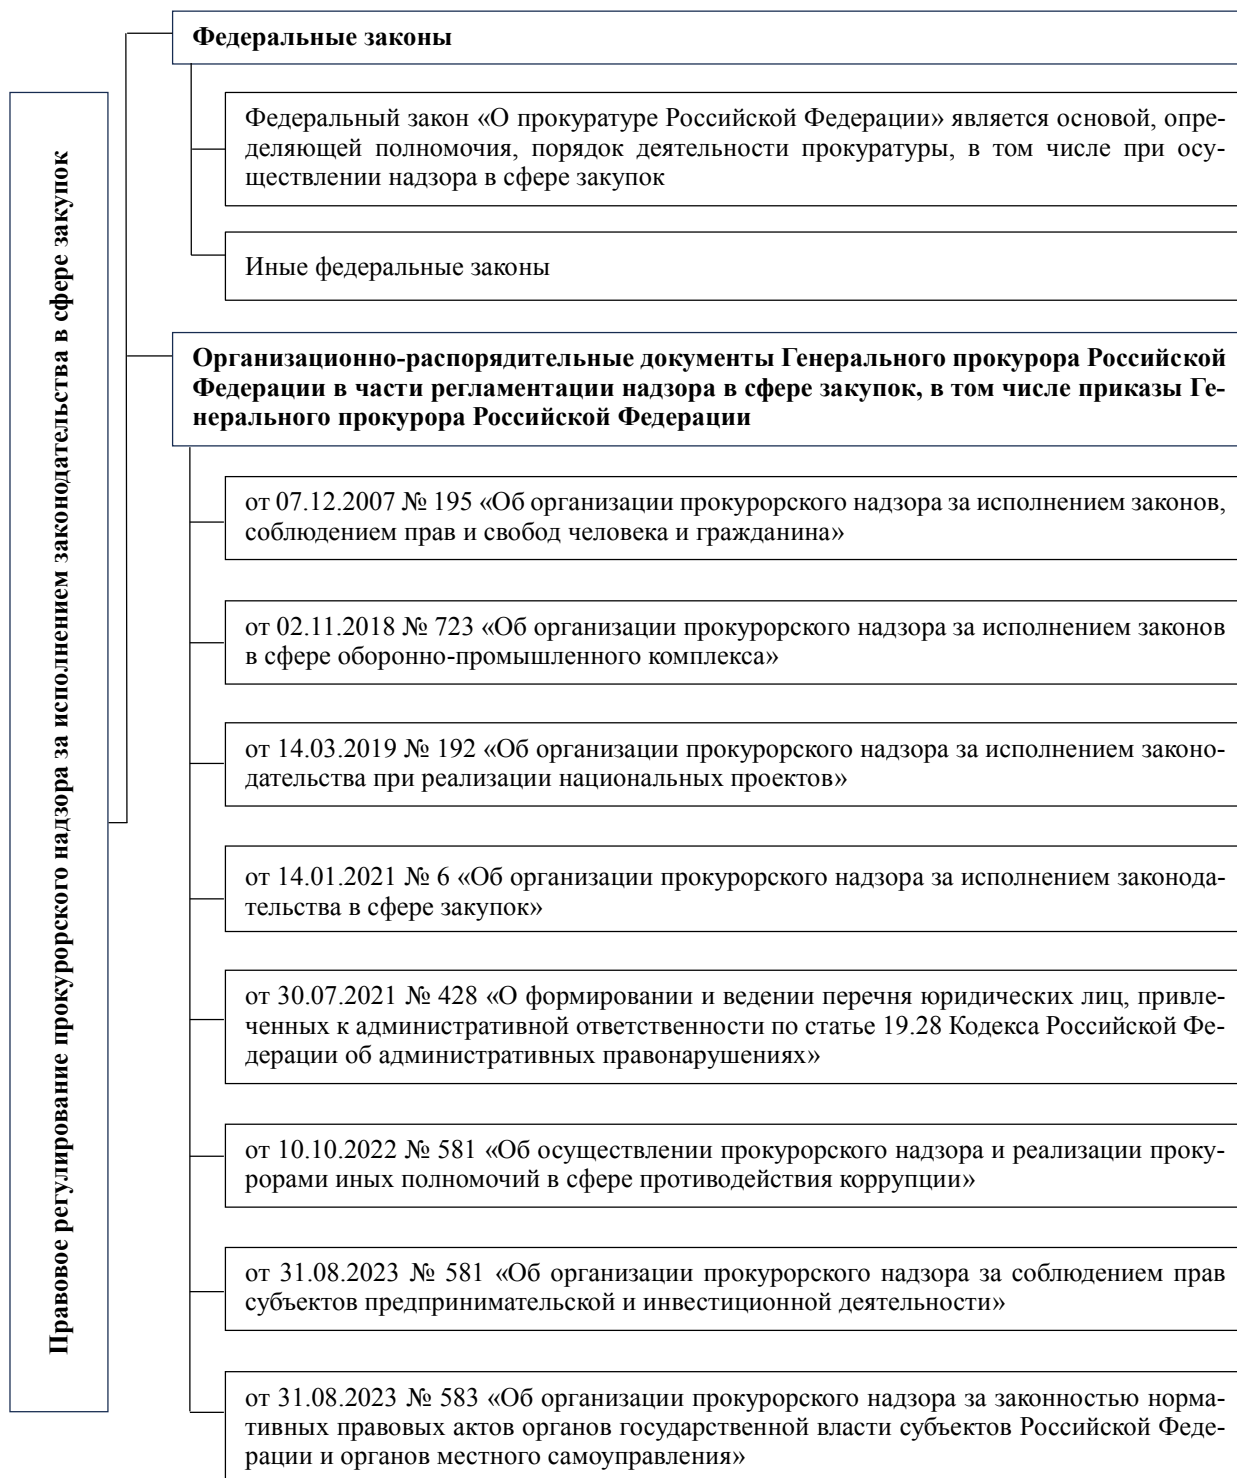 Правовое регулирование прокурорского надзора за исполнением законодательства в сфере закупок
Федеральные законы
Федеральный закон «О прокуратуре Российской Федерации» является основой, опре-
деляющей полномочия, порядок деятельности прокуратуры, в том числе при осу-
ществлении надзора в сфере закупок
Иные федеральные законы
Организационно-распорядительные документы Генерального прокурора Российской
Федерации в части регламентации надзора в сфере закупок, в том числе приказы Ге-
нерального прокурора Российской Федерации
от 07.12.2007 № 195 «Об организации прокурорского надзора за исполнением законов,
соблюдением прав и свобод человека и гражданина»
от 02.11.2018 № 723 «Об организации прокурорского надзора за исполнением законов
в сфере оборонно-промышленного комплекса»
от 14.03.2019 № 192 «Об организации прокурорского надзора за исполнением законо-
дательства при реализации национальных проектов»
от 14.01.2021 № 6 «Об организации прокурорского надзора за исполнением законода-
тельства в сфере закупок»
от 30.07.2021 № 428 «О формировании и ведении перечня юридических лиц, привле-
ченных к административной ответственности по статье 19.28 Кодекса Российской Фе-
дерации об административных правонарушениях»
от 10.10.2022 № 581 «Об осуществлении прокурорского надзора и реализации проку-
рорами иных полномочий в сфере противодействия коррупции»
от 31.08.2023 № 581 «Об организации прокурорского надзора за соблюдением прав
субъектов предпринимательской и инвестиционной деятельности»
от 31.08.2023 № 583 «Об организации прокурорского надзора за законностью норма-
тивных правовых актов органов государственной власти субъектов Российской Феде-
рации и органов местного самоуправления»